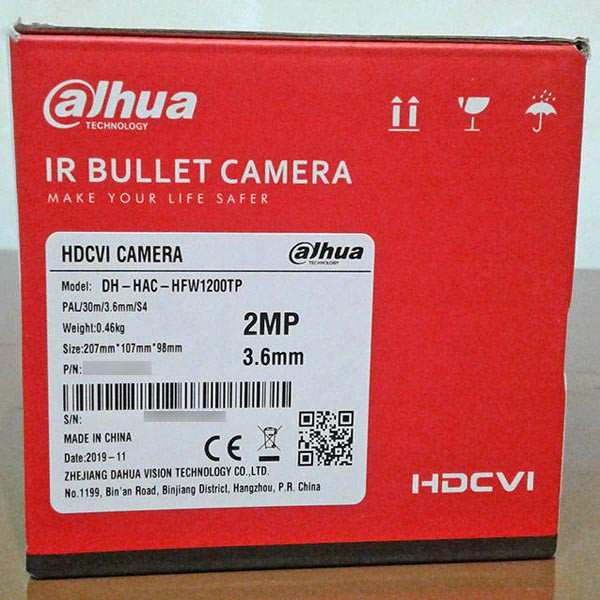 alhua
TECHNOLOGY
IR BULLET CAMERA
MAKE YOUR LIFE SAFER
HDCVI CAMERA
alhua
TECHNOLOGY
Model: DH-HAC-HFW1200TP
PAL/30m/3.6mm/S4
Weight:0.46kg
2MP
Size:207mm*107mm*98mm
3.6mm
P/N:
S/N:
MADE IN CHINA
Date:2019-11
CE
ZHEJIANG DAHUA VISION TECHNOLOGY CO.,LTD.
No.1199, Bin'an Road, Binjiang District, Hangzhou, P.R. China
HDCVI